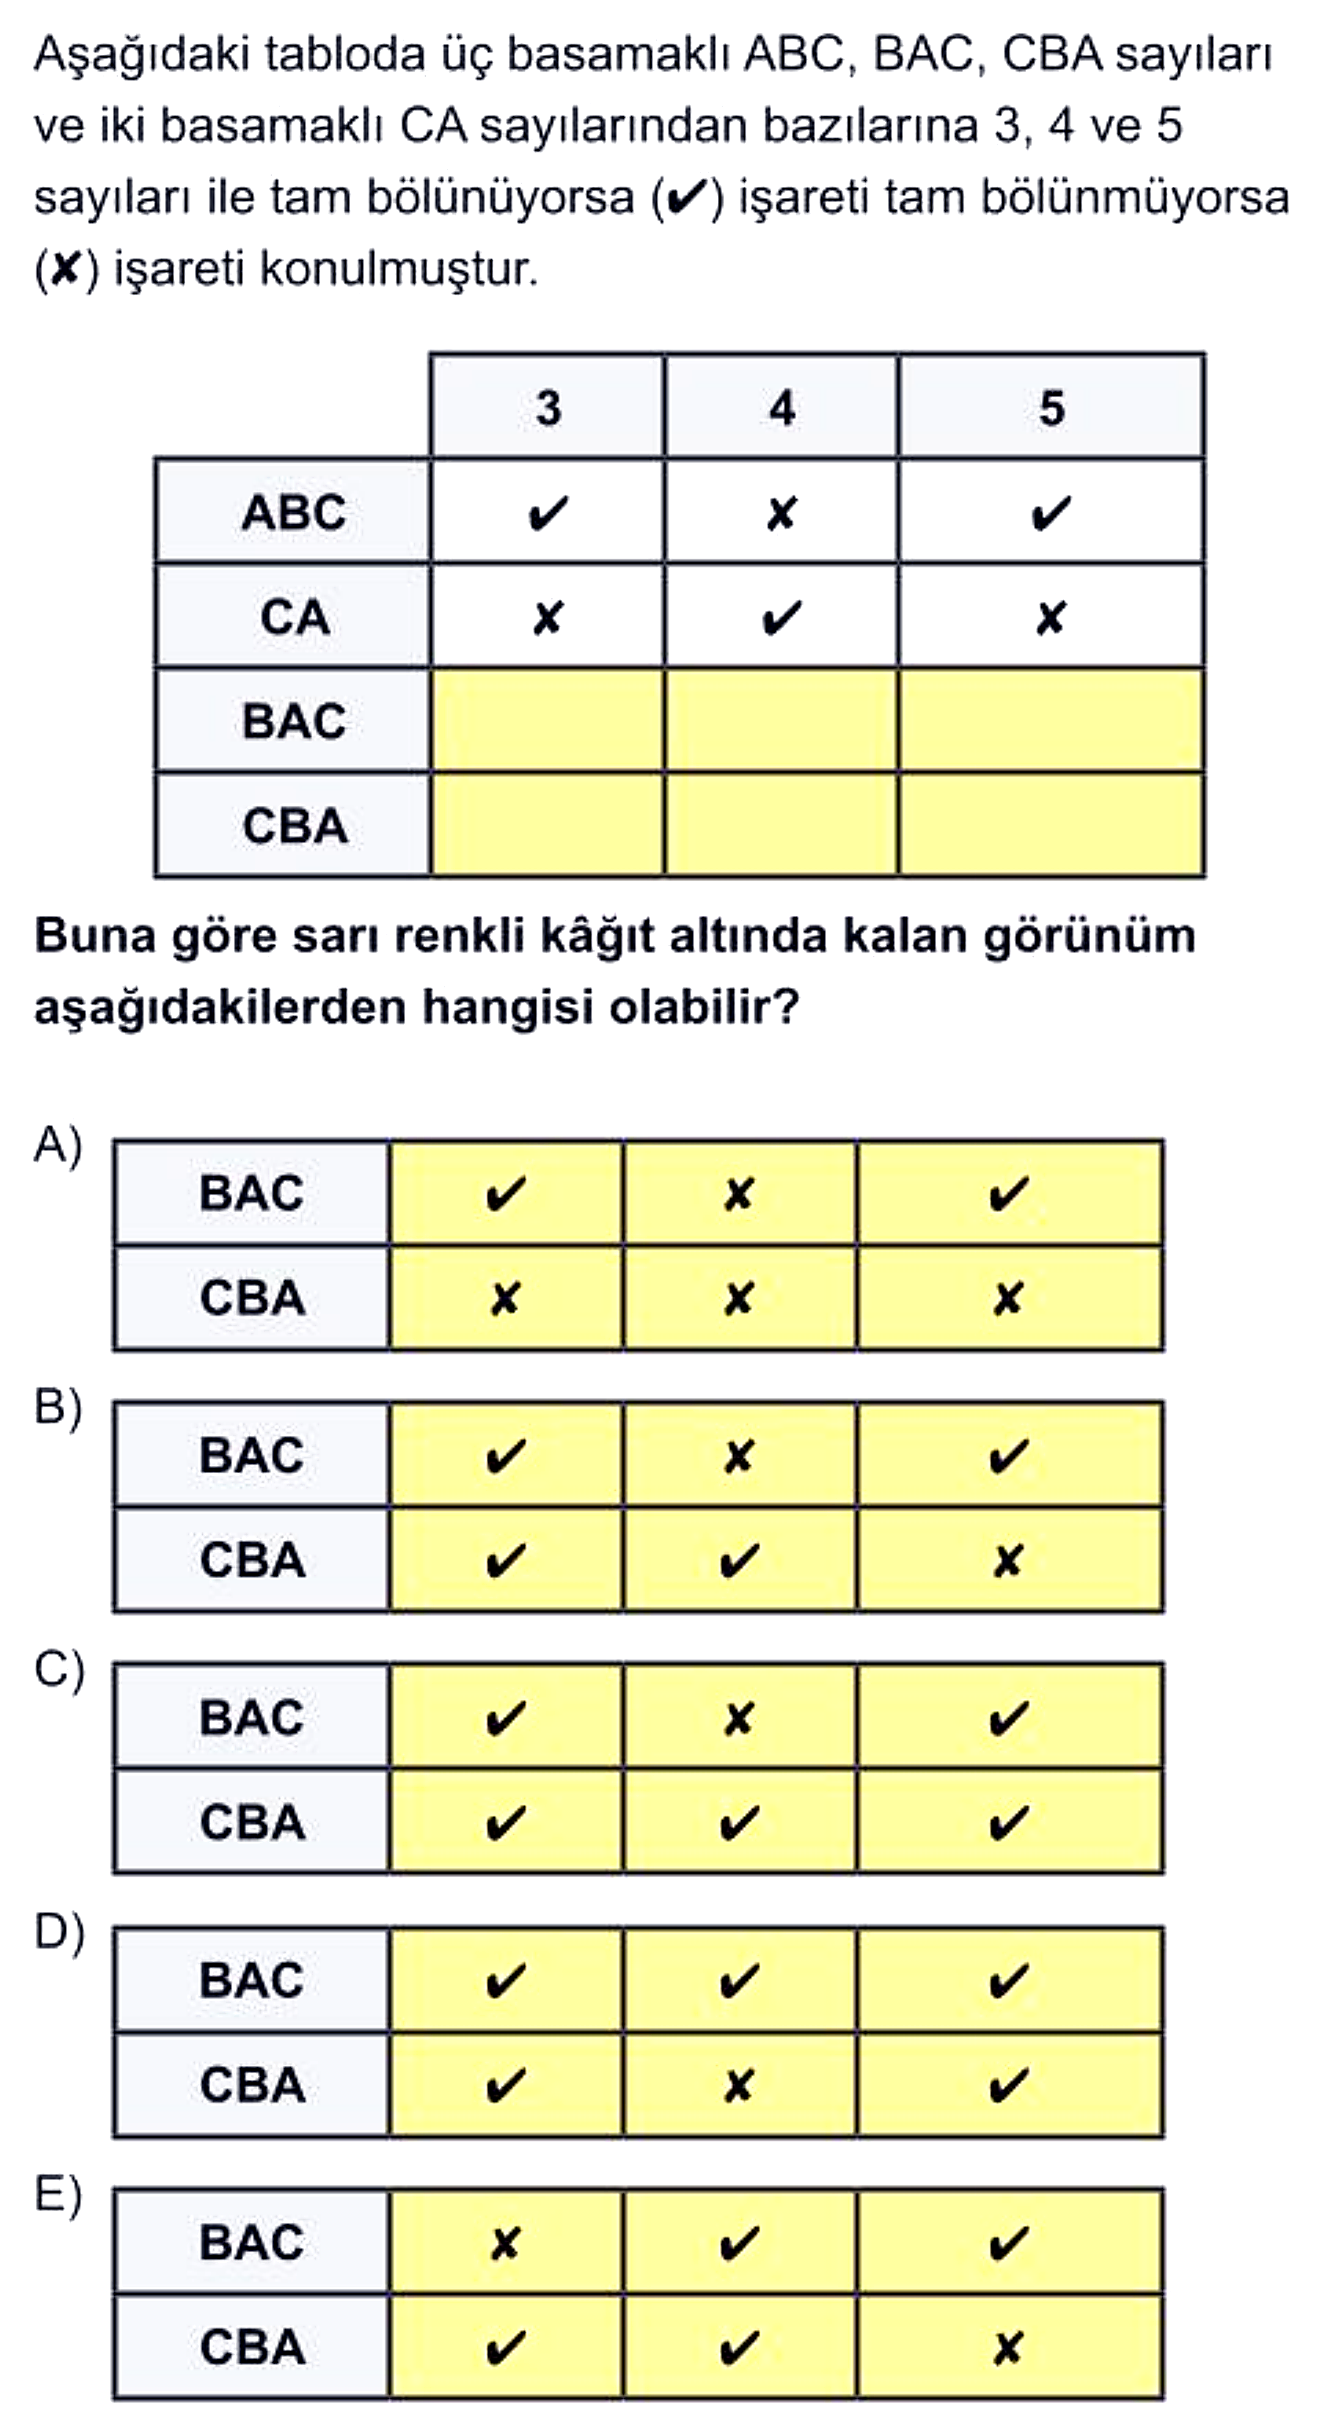 Aşağıdaki tabloda üç basamaklı ABC, BAC, CBA sayıları
ve iki basamaklı CA sayılarından bazılarına 3, 4 ve 5
sayıları ile tam bölünüyorsa (✔) işareti tam bölünmüyorsa
(✘) işareti konulmuştur.
3 4 5
ABC ✔ ✘ ✔
CA ✘ ✔ ✘
BAC
CBA
Buna göre sarı renkli kâğıt altında kalan görünüm
aşağıdakilerden hangisi olabilir?
A) BAC ✔ ✘ ✔
CBA ✘ ✘ ✘
B) BAC ✔ ✘ ✔
CBA ✔ ✔ ✘
C) BAC ✔ ✘ ✔
CBA ✔ ✔ ✔
D) BAC ✔ ✔ ✔
CBA ✔ ✘ ✔
E) BAC ✘ ✔ ✔
CBA ✔ ✔ ✘